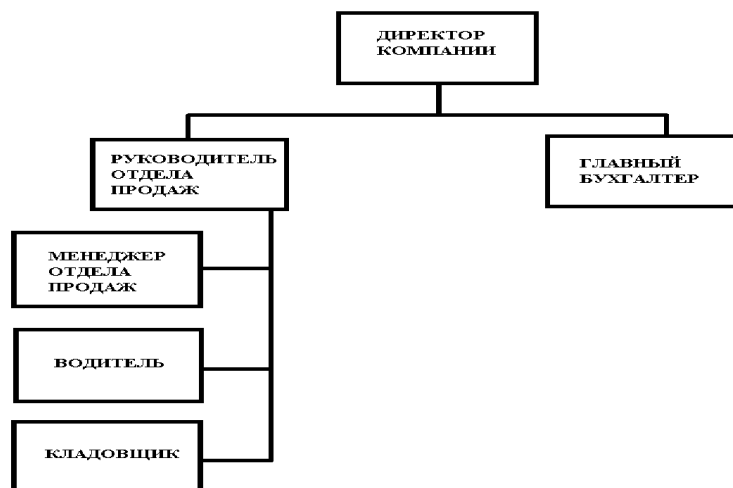 ДИРЕКТОР
КОМПАНИИ
РУКОВОДИТЕЛЬ
ОТДЕЛА
ПРОДАЖ
ГЛАВНЫЙ
БУХГАЛТЕР
МЕНЕДЖЕР
ОТДЕЛА
ПРОДАЖ
ВОДИТЕЛЬ
КЛАДОВЩИК